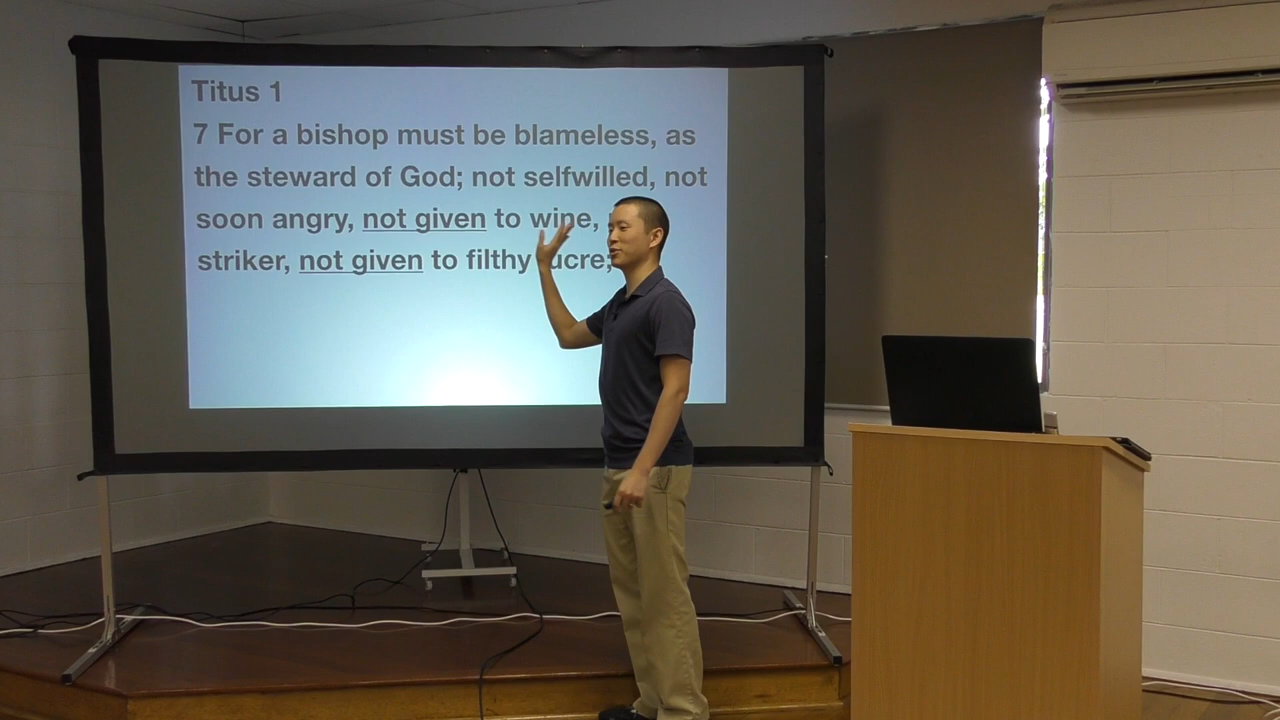 Titus 1
7 For a bishop must be blameless, as
the steward of God; not selfwilled, not
soon angry, not given to wine,
striker, not given to filthy ucre;